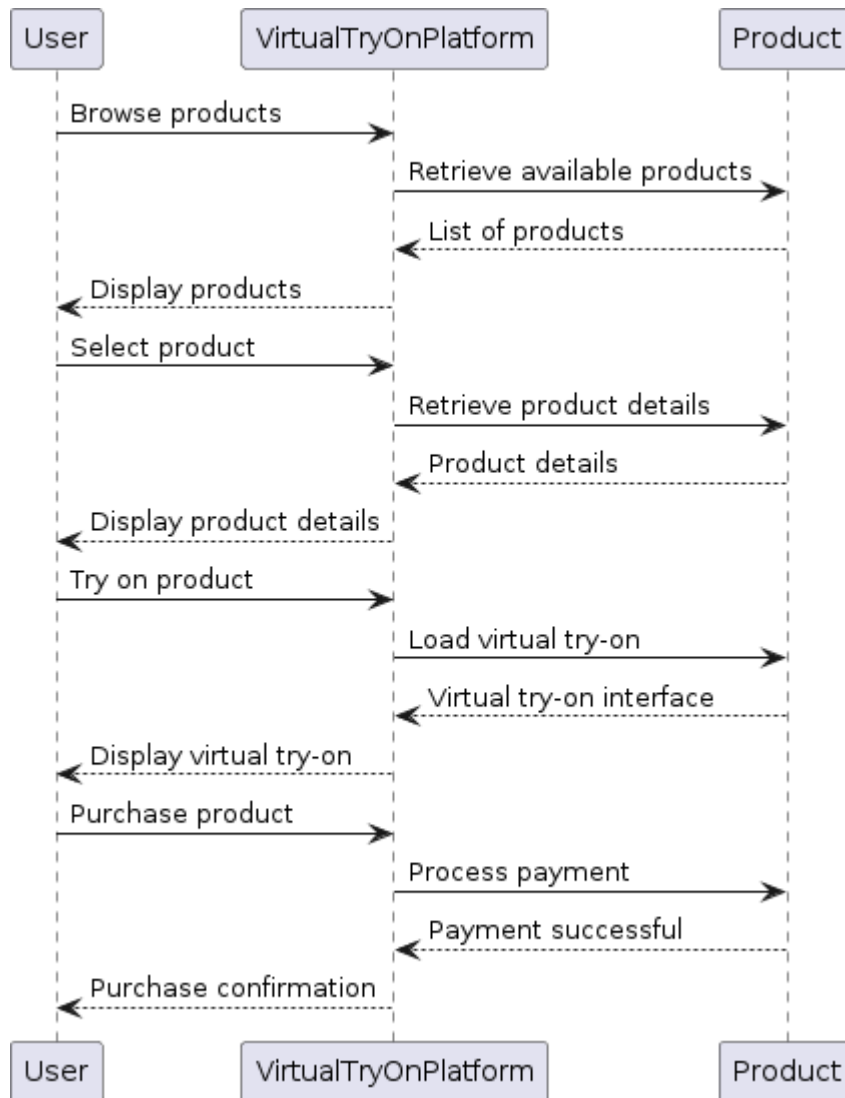 User VirtualTryOnPlatform Product
Browse products
Retrieve available products
List of products
Display products
Select product
Retrieve product details
Product details
Display product details
Try on product
Load virtual try-on
Virtual try-on interface
Display virtual try-on
Purchase product
Process payment
Payment successful
Purchase confirmation
User VirtualTryOnPlatform Product